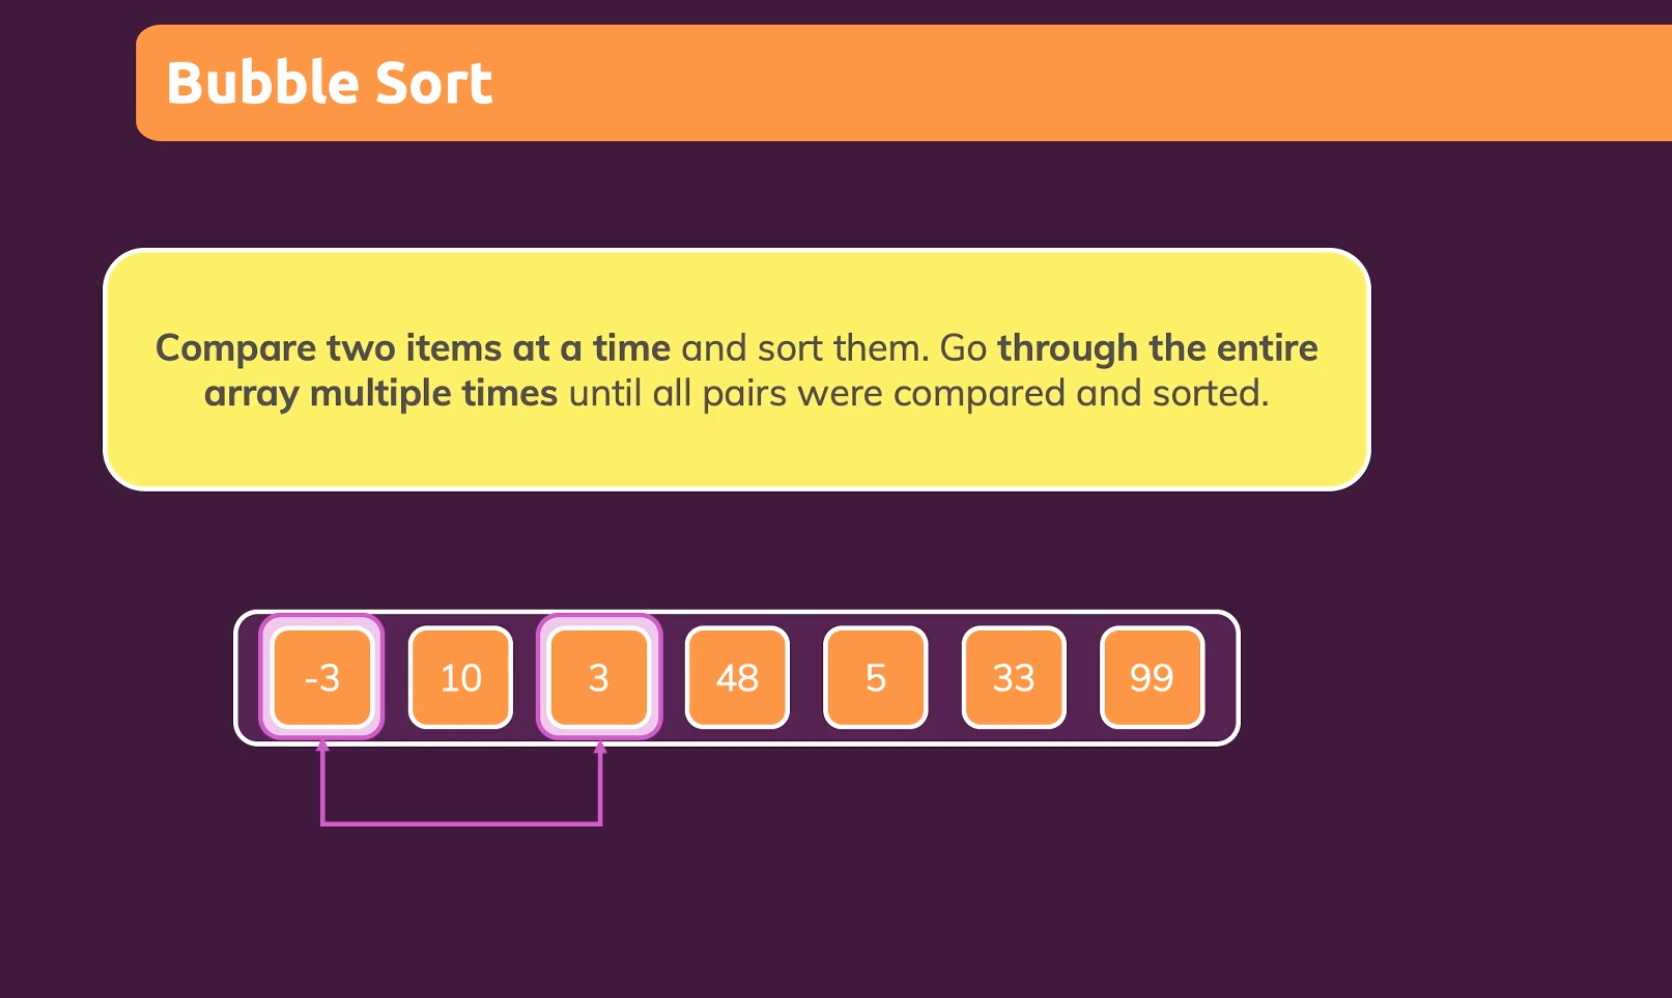 Bubble Sort
Compare two items at a time and sort them. Go through the entire
array multiple times until all pairs were compared and sorted.
-3 10 3 48 5 33 99